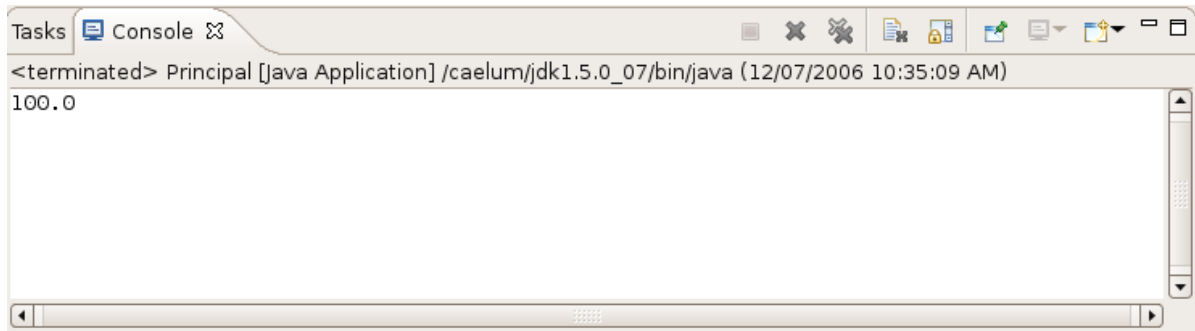 Tasks Console
<terminated> Principal [Java Application] /caelum/jdk1.5.0_07/bin/java (12/07/2006 10:35:09 AM)
100.0